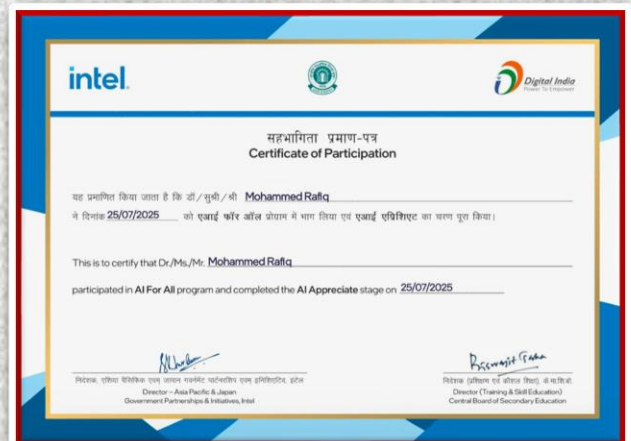 intel.
Digital India
Power To Empower
सहभागिता प्रमाण-पत्र
Certificate of Participation
यह प्रमाणित किया जाता है कि डॉ/सुश्री/श्री Mohammed Rafiq
ने दिनांक 25/07/2025 को एआई फॉर ऑल प्रोग्राम में भाग लिया एवं एआई एप्रिशिएट का चरण पूरा किया।
This is to certify that Dr./Ms./Mr. Mohammed Rafiq
participated in AI For All program and completed the AI Appreciate stage on 25/07/2025
Biswajit Saha
निदेशक, एशिया पैसिफिक एवम् जापान गवर्नमेंट पार्टनरशिप एवम् इनिशिएटिव, इंटेल
Director – Asia Pacific & Japan
Government Partnerships & Initiatives, Intel
निदेशक (प्रशिक्षण एवं कौशल शिक्षा), के.मा.शि.बो.
Director (Training & Skill Education)
Central Board of Secondary Education